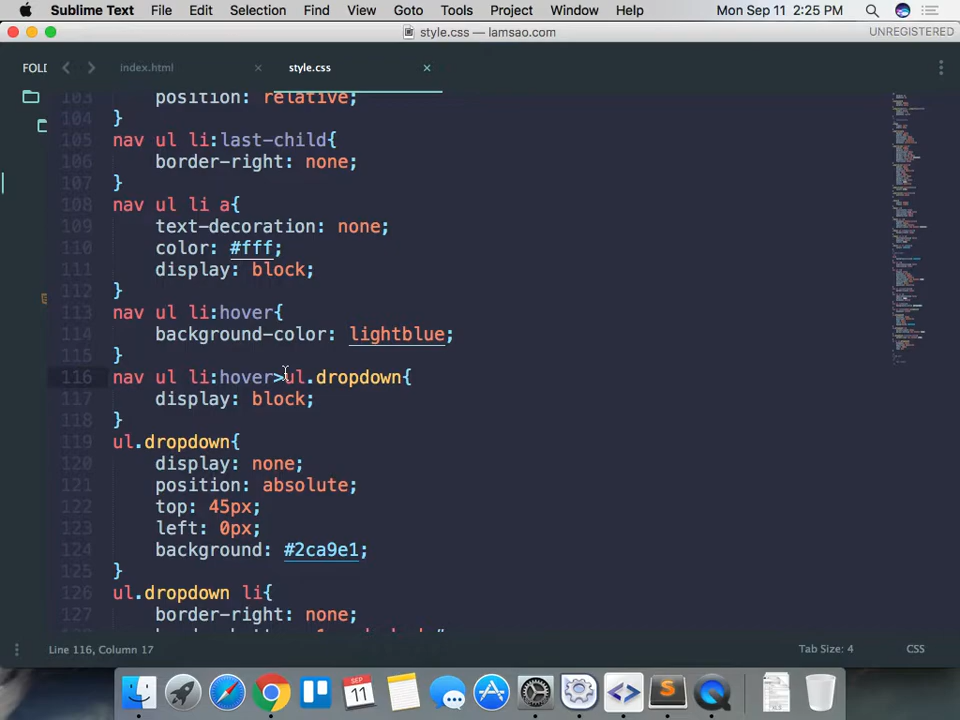 Sublime Text File Edit Selection Find View Goto Tools Project Window Help Mon Sep 11 2:25 PM
style.css — lamsao.com UNREGISTERED
FOLD index.html × style.css ×
103 position: relative;
104 }
105 nav ul li:last-child{
106 border-right: none;
107 }
108 nav ul li a{
109 text-decoration: none;
110 color: #fff;
111 display: block;
112 }
113 nav ul li:hover{
114 background-color: lightblue;
115 }
116 nav ul li:hover>ul.dropdown{
117 display: block;
118 }
119 ul.dropdown{
120 display: none;
121 position: absolute;
122 top: 45px;
123 left: 0px;
124 background: #2ca9e1;
125 }
126 ul.dropdown li{
127 border-right: none;
Line 116, Column 17 Tab Size: 4 CSS
SEP
11